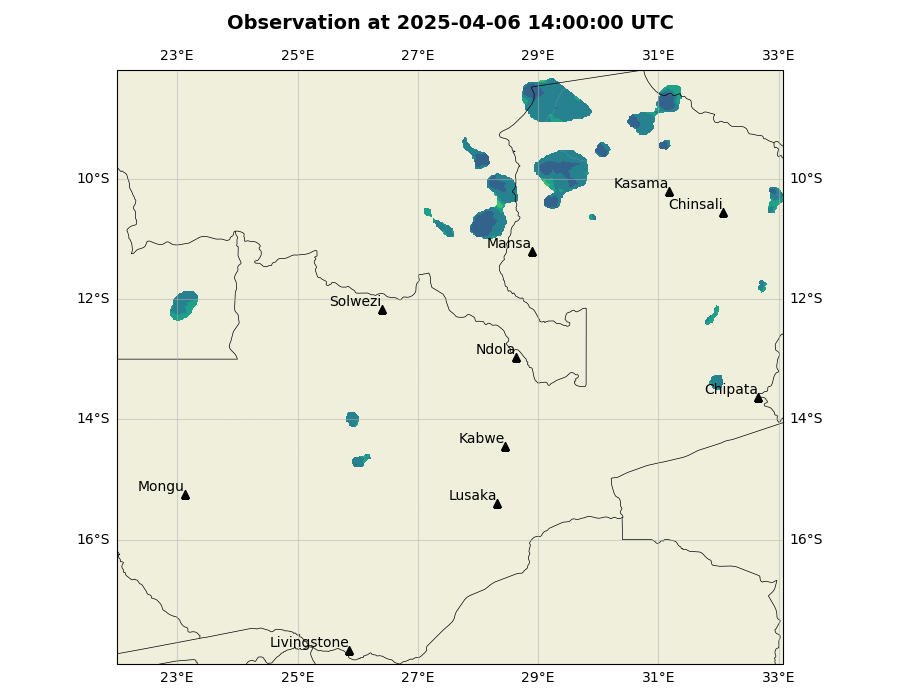 Observation at 2025-04-06 14:00:00 UTC
23°E 25°E 27°E 29°E 31°E 33°E
10°S 10°S
Kasama
Chinsali
Mansa
12°S 12°S
Solwezi
Ndola
Chipata
14°S 14°S
Kabwe
Mongu
Lusaka
16°S 16°S
Livingstone
23°E 25°E 27°E 29°E 31°E 33°E